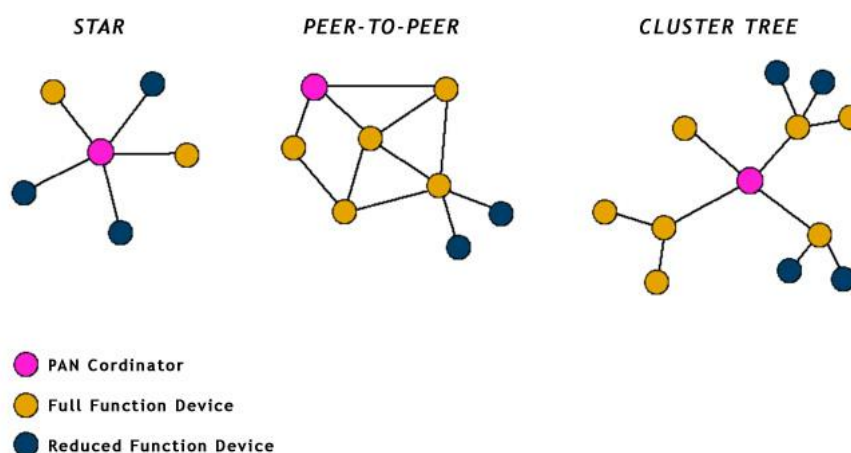 STAR
PEER-TO-PEER
CLUSTER TREE
PAN Cordinator
Full Function Device
Reduced Function Device